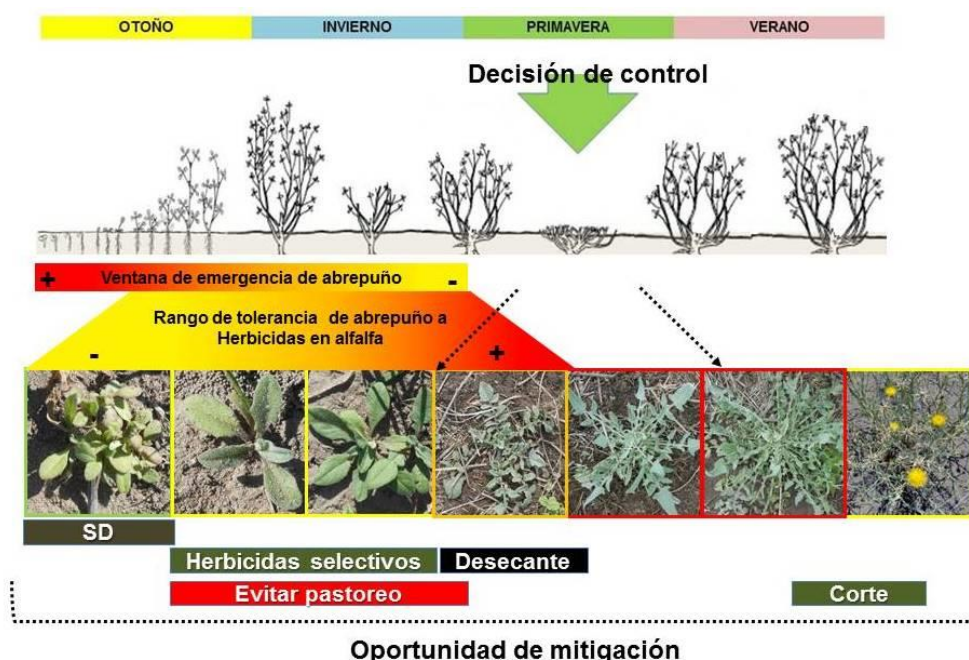 OTOÑO INVIERNO PRIMAVERA VERANO
Decisión de control
+ Ventana de emergencia de abrepuño -
Rango de tolerancia de abrepuño a
Herbicidas en alfalfa
- +
SD
Herbicidas selectivos Desecante
Evitar pastoreo Corte
Oportunidad de mitigación